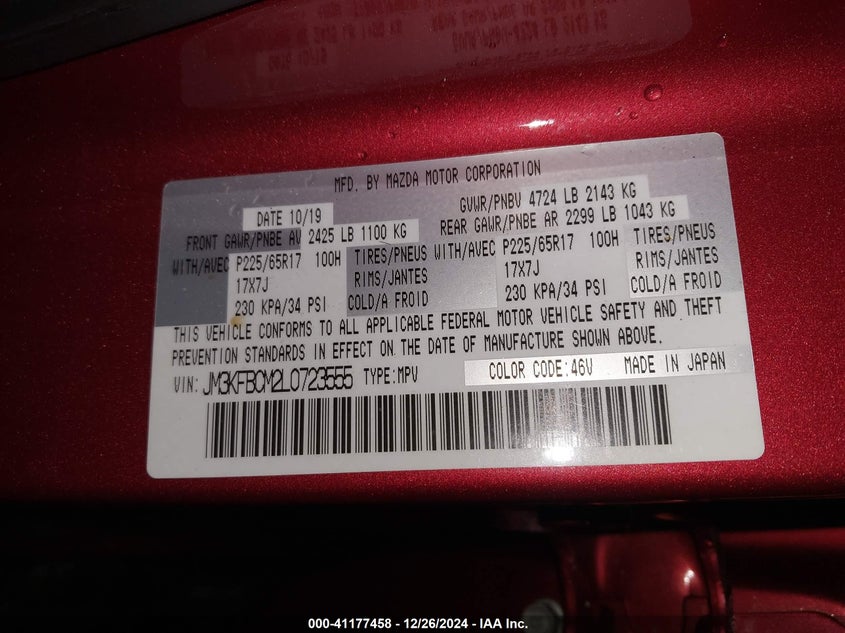 MFD. BY MAZDA MOTOR CORPORATION
DATE 10/19 GVWR/PNBV 4724 LB 2143 KG
FRONT GAWR/PNBE AV 2425 LB 1100 KG REAR GAWR/PNBE AR 2299 LB 1043 KG
WITH/AVEC P225/65R17 100H TIRES/PNEUS WITH/AVEC P225/65R17 100H TIRES/PNEUS
17X7J RIMS/JANTES 17X7J RIMS/JANTES
230 KPA/34 PSI COLD/A FROID 230 KPA/34 PSI COLD/A FROID
THIS VEHICLE CONFORMS TO ALL APPLICABLE FEDERAL MOTOR VEHICLE SAFETY AND THEFT
PREVENTION STANDARDS IN EFFECT ON THE DATE OF MANUFACTURE SHOWN ABOVE.
VIN: JM3KFBCM2L0723555 TYPE:MPV COLOR CODE:46V MADE IN JAPAN
000-41177458 - 12/26/2024 - IAA Inc.